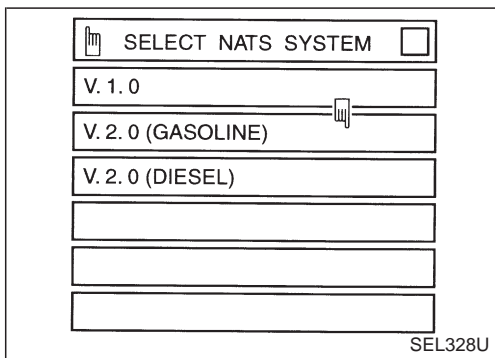 SELECT NATS SYSTEM
V. 1. 0
V. 2. 0 (GASOLINE)
V. 2. 0 (DIESEL)
SEL328U